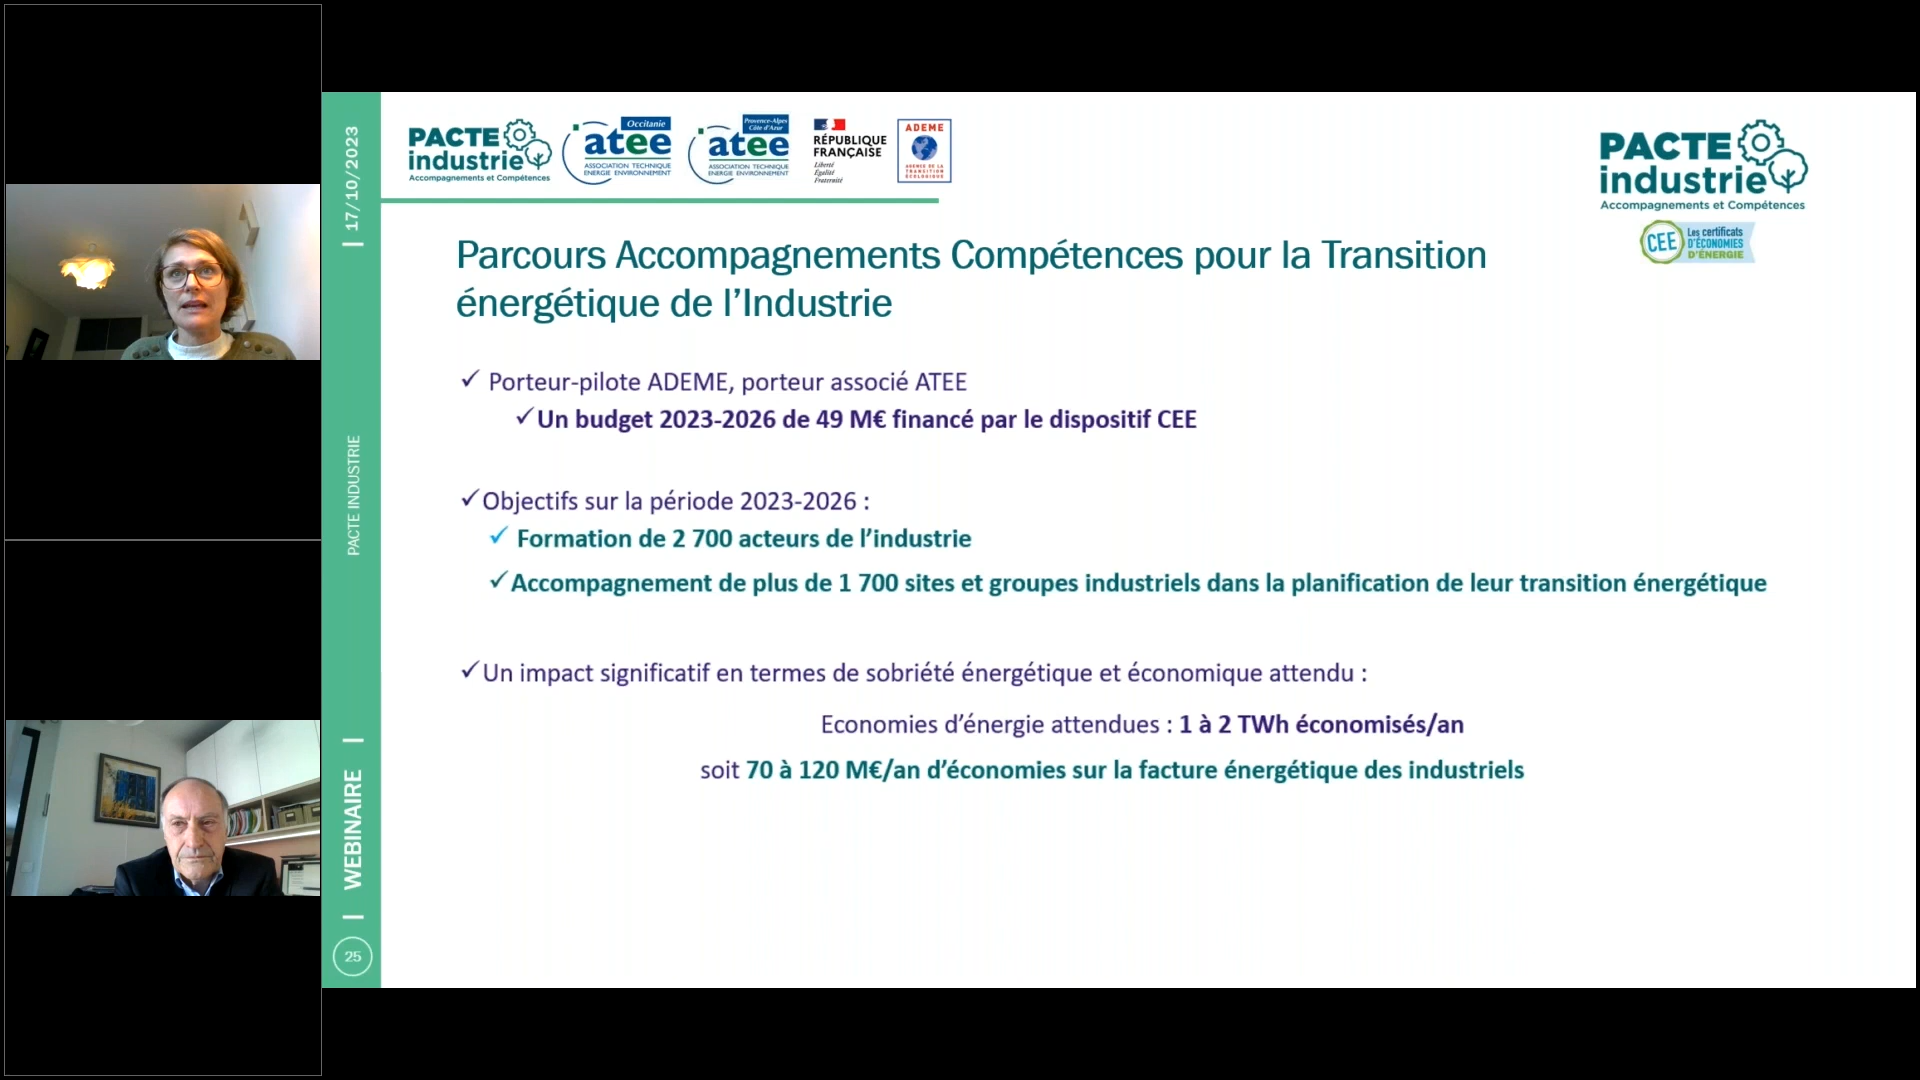 17/10/2023
PACTE INDUSTRIE
WEBINAIRE
25
PACTE
industrie
Accompagnements et Compétences
Occitanie
atee
ASSOCIATION TECHNIQUE
ÉNERGIE ENVIRONNEMENT
Provence-Alpes
Côte d'Azur
atee
ASSOCIATION TECHNIQUE
ÉNERGIE ENVIRONNEMENT
RÉPUBLIQUE
FRANÇAISE
Liberté
Égalité
Fraternité
ADEME
AGENCE DE LA
TRANSITION
ÉCOLOGIQUE
PACTE
industrie
Accompagnements et Compétences
CEE
Les certificats
D'ÉCONOMIES
D'ÉNERGIE
Parcours Accompagnements Compétences pour la Transition
énergétique de l’Industrie
✓ Porteur-pilote ADEME, porteur associé ATEE
✓Un budget 2023-2026 de 49 M€ financé par le dispositif CEE
✓Objectifs sur la période 2023-2026 :
✓ Formation de 2 700 acteurs de l’industrie
✓Accompagnement de plus de 1 700 sites et groupes industriels dans la planification de leur transition énergétique
✓Un impact significatif en termes de sobriété énergétique et économique attendu :
Economies d’énergie attendues : 1 à 2 TWh économisés/an
soit 70 à 120 M€/an d’économies sur la facture énergétique des industriels